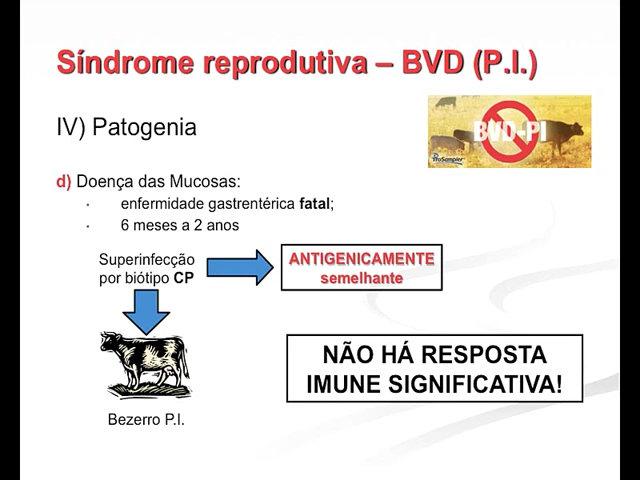 Síndrome reprodutiva – BVD (P.I.)
IV) Patogenia
BVD-PI
d) Doença das Mucosas:
• enfermidade gastrentérica fatal;
• 6 meses a 2 anos
Superinfecção
por biótipo CP
ANTIGENICAMENTE
semelhante
NÃO HÁ RESPOSTA
IMUNE SIGNIFICATIVA!
Bezerro P.I.